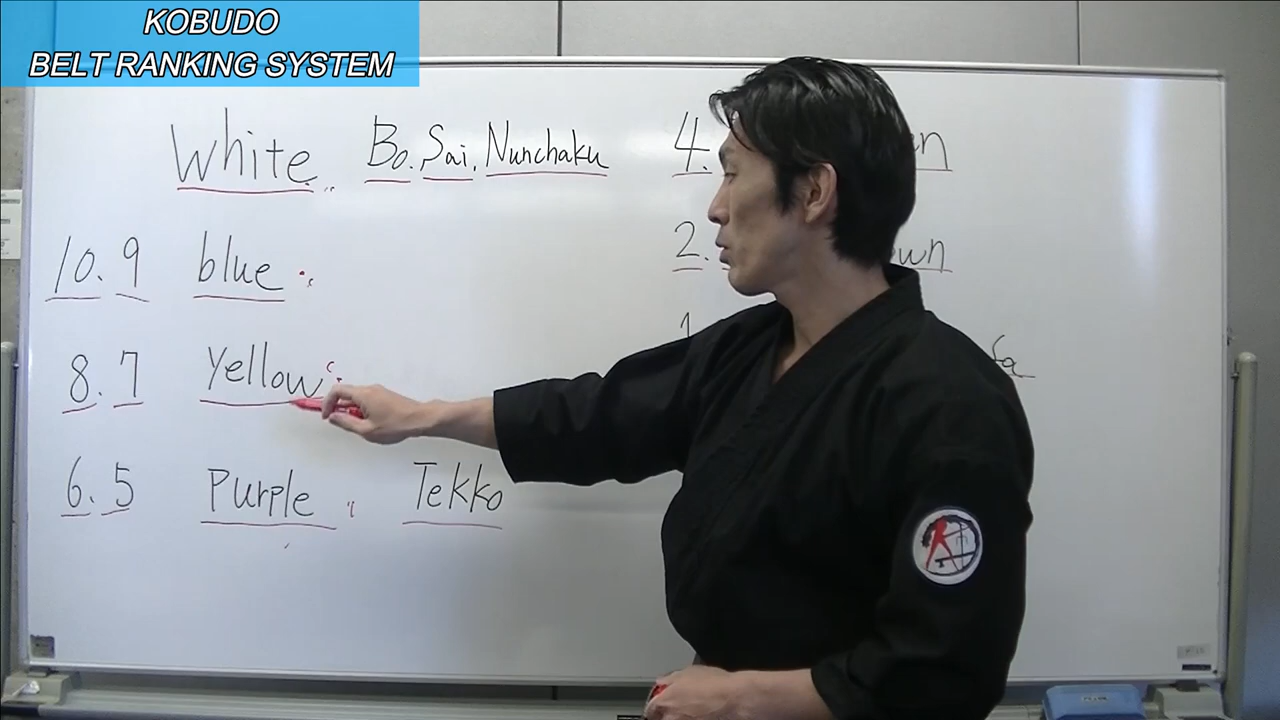 KOBUDO
BELT RANKING SYSTEM
White Bo. Sai. Nunchaku
10. 9 blue
8. 7 Yellow
6. 5 Purple Tekko
4.
2.
1